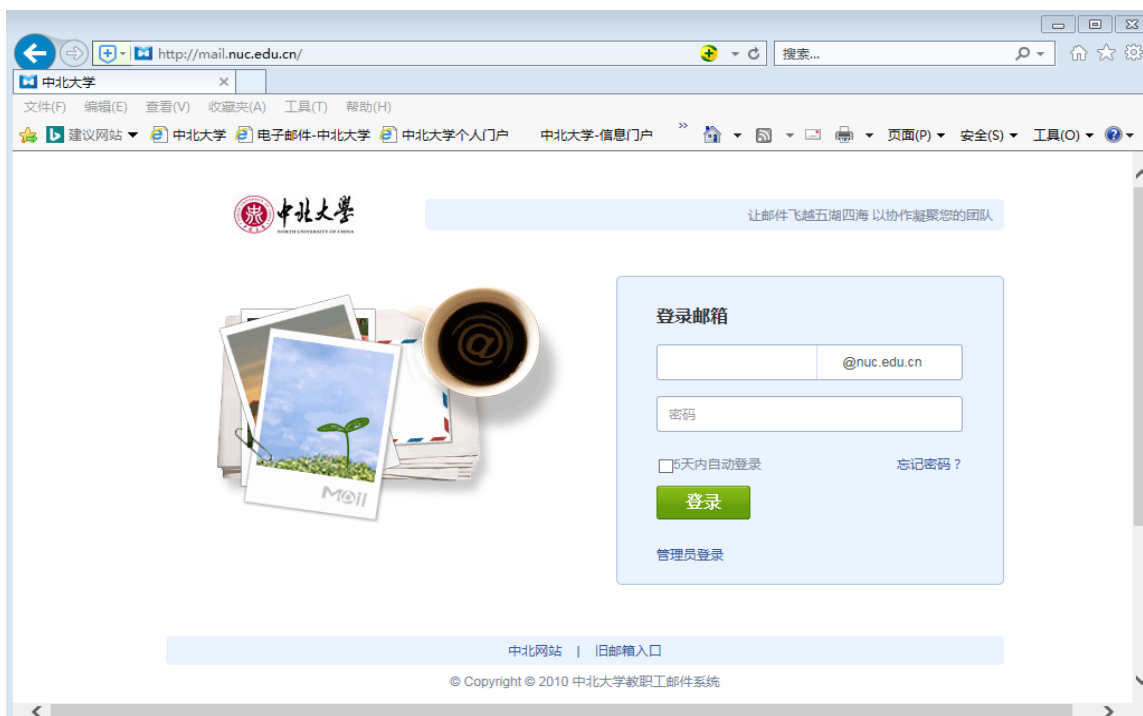 http://mail.nuc.edu.cn/
搜索...
中北大学
文件(F) 编辑(E) 查看(V) 收藏夹(A) 工具(T) 帮助(H)
建议网站 中北大学 电子邮件-中北大学 中北大学个人门户 中北大学-信息门户 » 页面(P) 安全(S) 工具(O)
中北大學
NORTH UNIVERSITY OF CHINA
让邮件飞越五湖四海 以协作凝聚您的团队
@
Mail
登录邮箱
@nuc.edu.cn
密码
5天内自动登录 忘记密码？
登录
管理员登录
中北网站 | 旧邮箱入口
© Copyright © 2010 中北大学教职工邮件系统